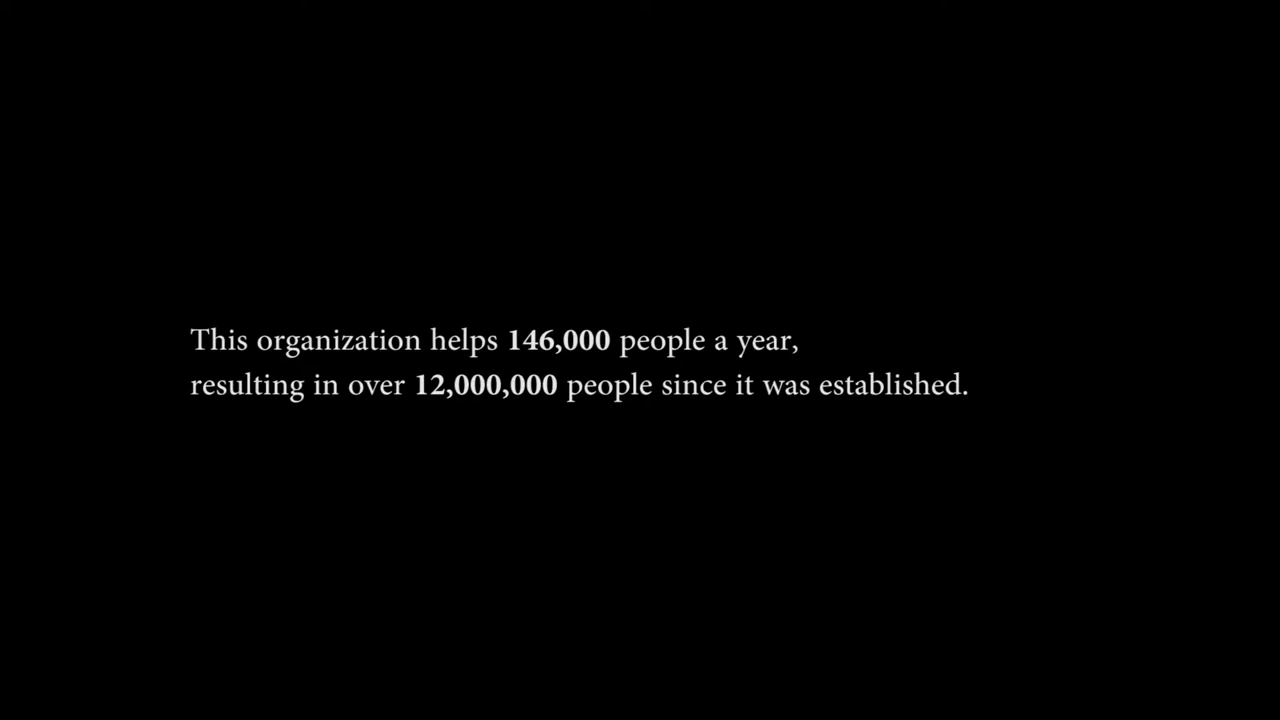 This organization helps 146,000 people a year,
resulting in over 12,000,000 people since it was established.